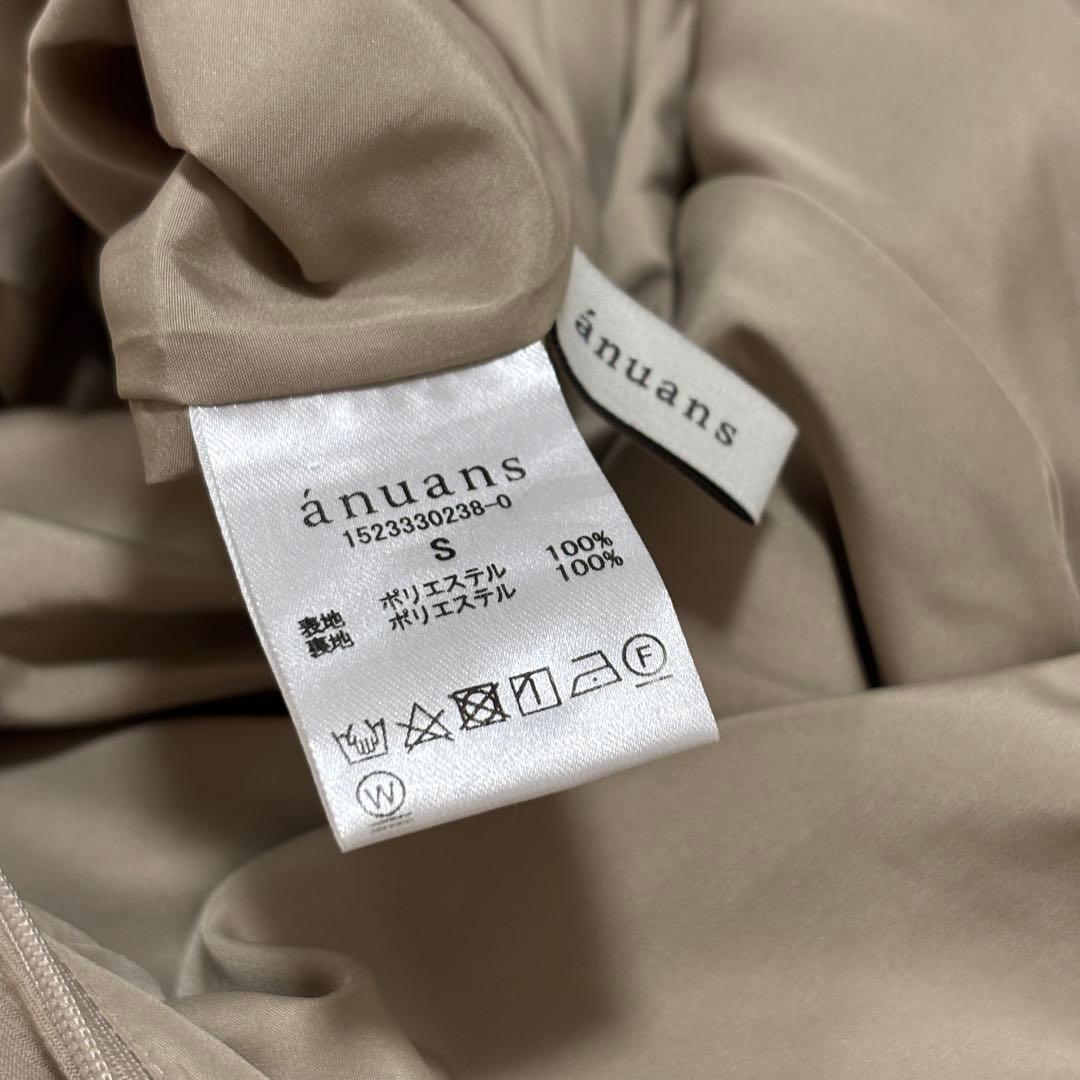 ánuans
ánuans
1523330238-0
S
表地 ポリエステル 100%
裏地 ポリエステル 100%
F
W